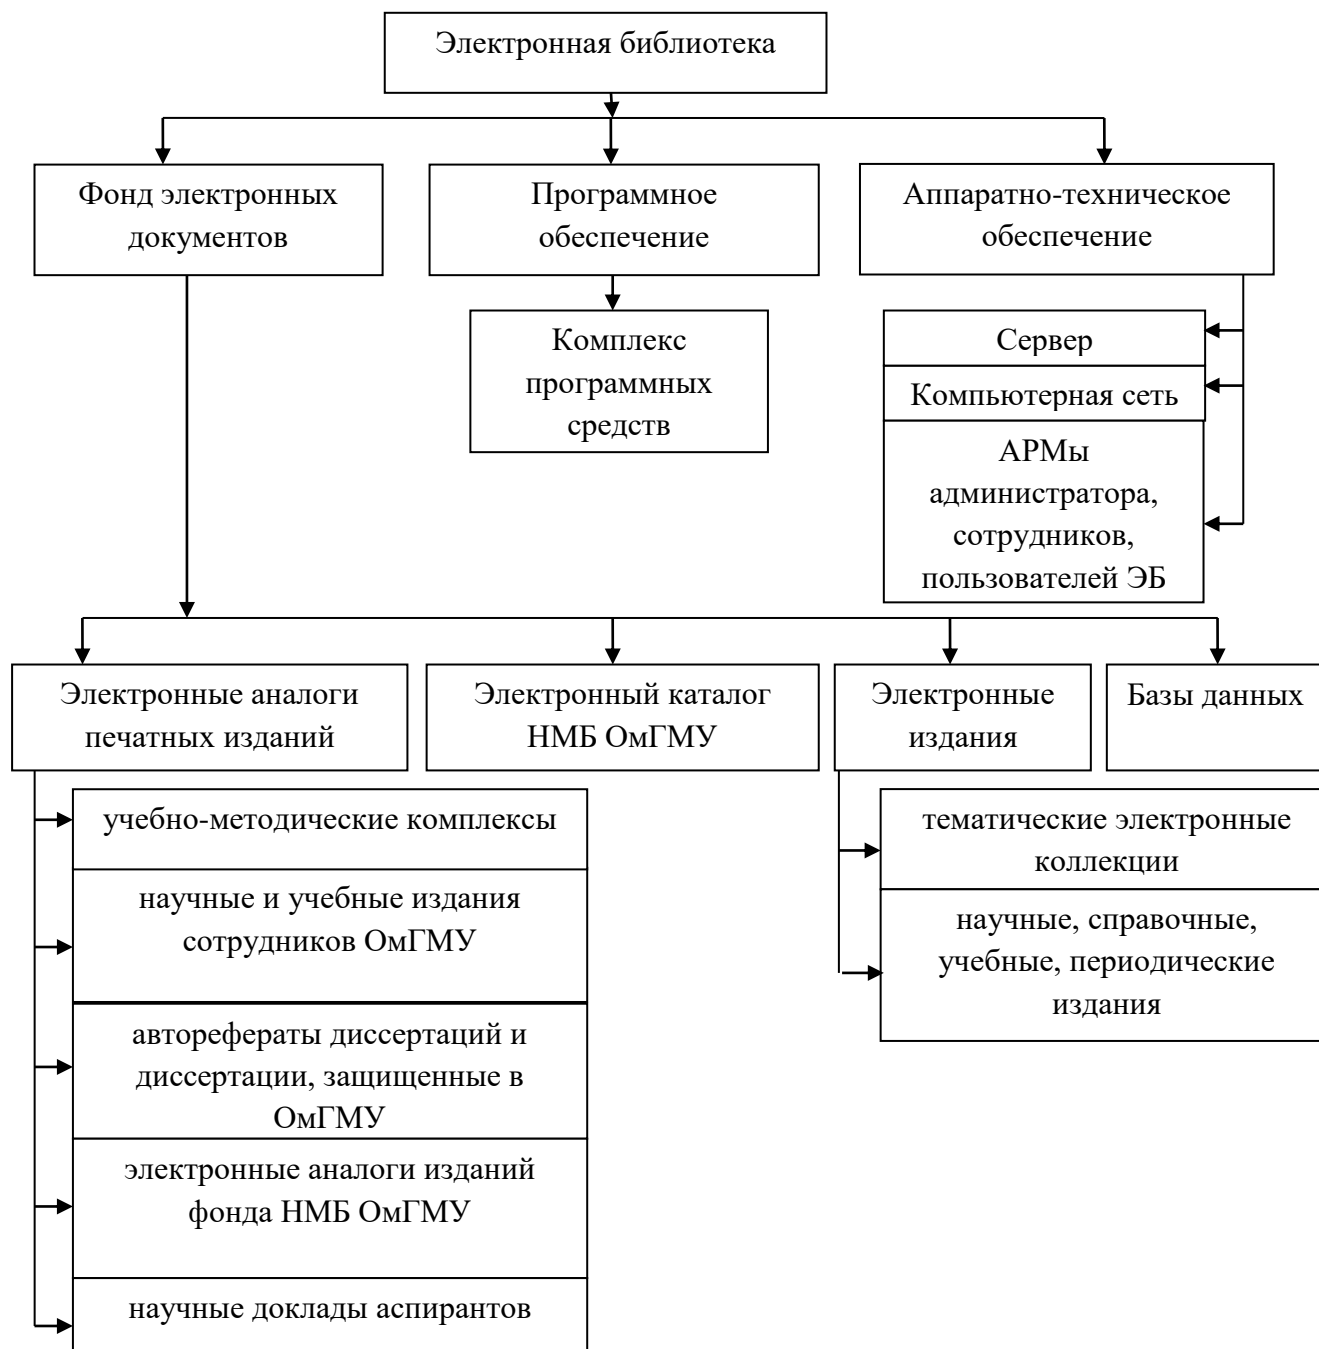 Электронная библиотека
Фонд электронных
документов
Программное
обеспечение
Аппаратно-техническое
обеспечение
Комплекс
программных
средств
Сервер
Компьютерная сеть
АРМы
администратора,
сотрудников,
пользователей ЭБ
Электронные аналоги
печатных изданий
Электронный каталог
НМБ ОмГМУ
Электронные
издания
Базы данных
учебно-методические комплексы
научные и учебные издания
сотрудников ОмГМУ
авторефераты диссертаций и
диссертации, защищенные в
ОмГМУ
электронные аналоги изданий
фонда НМБ ОмГМУ
научные доклады аспирантов
тематические электронные
коллекции
научные, справочные,
учебные, периодические
издания